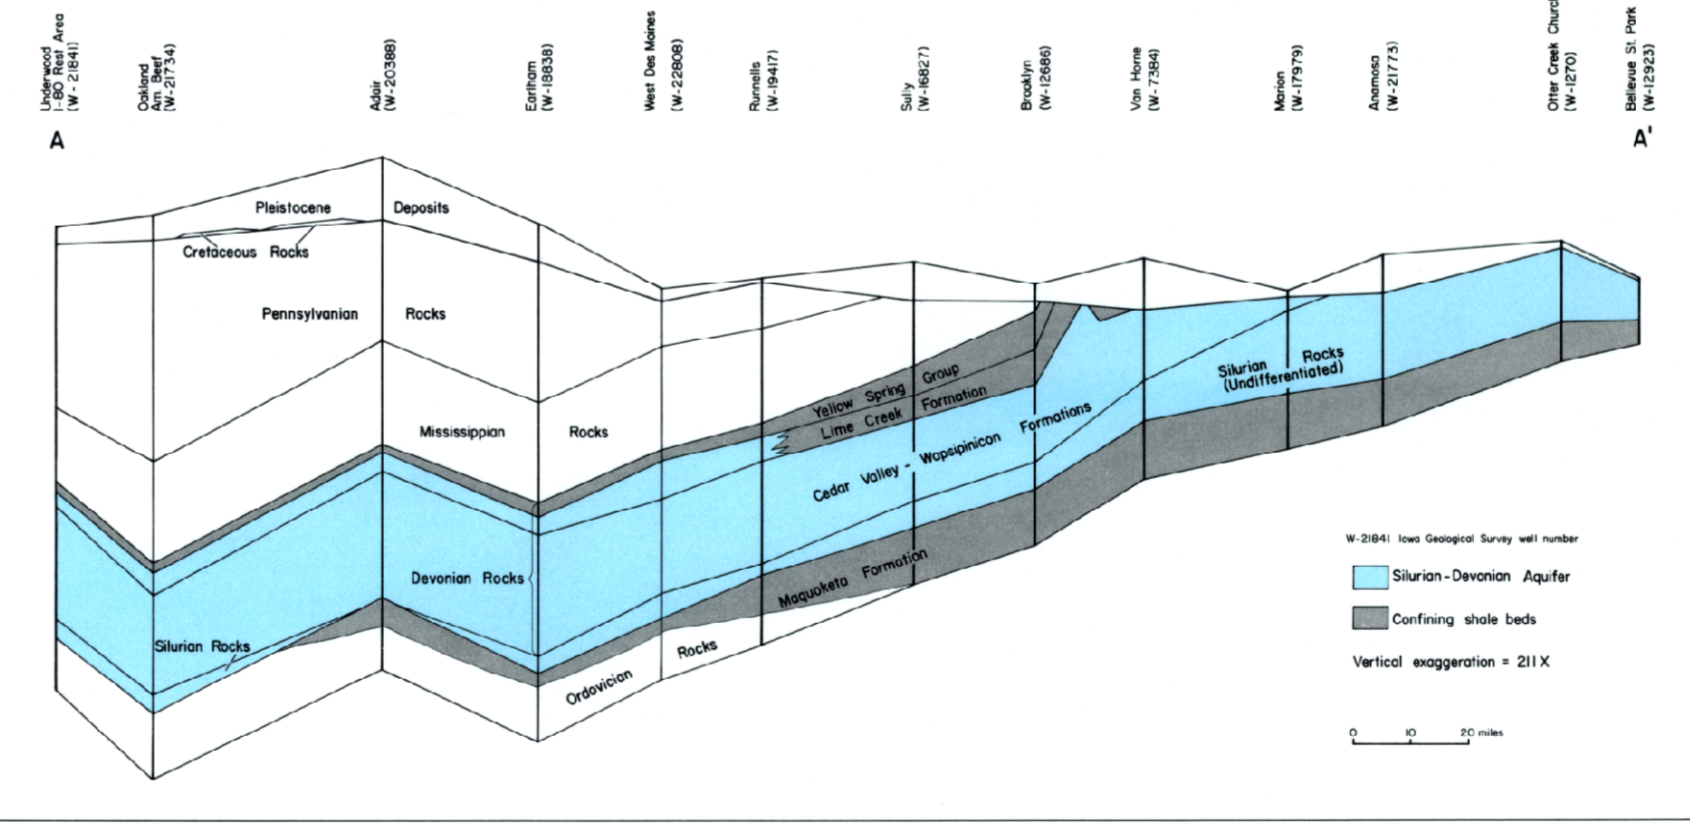 Underwood
I-80 Rest Area
(W-21841)
Oakland
Am. Beef
(W-21734)
Adair
(W-20388)
Earlham
(W-18838)
West Des Moines
(W-22808)
Runnells
(W-19417)
Sully
(W-16827)
Brooklyn
(W-12686)
Van Horne
(W-7384)
Marion
(W-17979)
Anamosa
(W-21773)
Otter Creek Church
(W-1270)
Bellevue St. Park
(W-12923)
A
A'
Pleistocene Deposits
Cretaceous Rocks
Pennsylvanian Rocks
Mississippian Rocks
Yellow Spring Group
Lime Creek Formation
Cedar Valley - Wapsipinicon Formations
Silurian Rocks
(Undifferentiated)
Devonian Rocks
Maquoketa Formation
Silurian Rocks
Ordovician Rocks
W-21841 Iowa Geological Survey well number
Silurian-Devonian Aquifer
Confining shale beds
Vertical exaggeration = 211X
0 10 20 miles